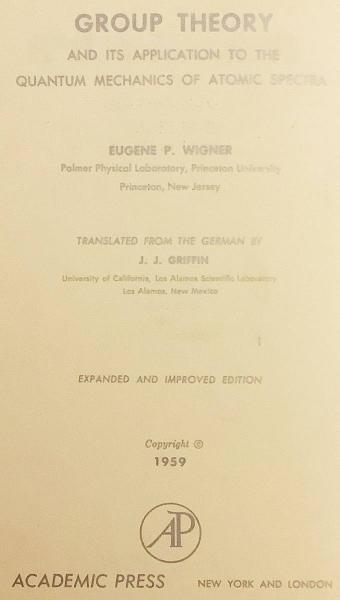 GROUP THEORY
AND ITS APPLICATION TO THE
QUANTUM MECHANICS OF ATOMIC SPECTRA
EUGENE P. WIGNER
Palmer Physical Laboratory, Princeton University
Princeton, New Jersey
TRANSLATED FROM THE GERMAN BY
J. J. GRIFFIN
University of California, Los Alamos Scientific Laboratory
Los Alamos, New Mexico
EXPANDED AND IMPROVED EDITION
Copyright ©
1959
AP
ACADEMIC PRESS NEW YORK AND LONDON